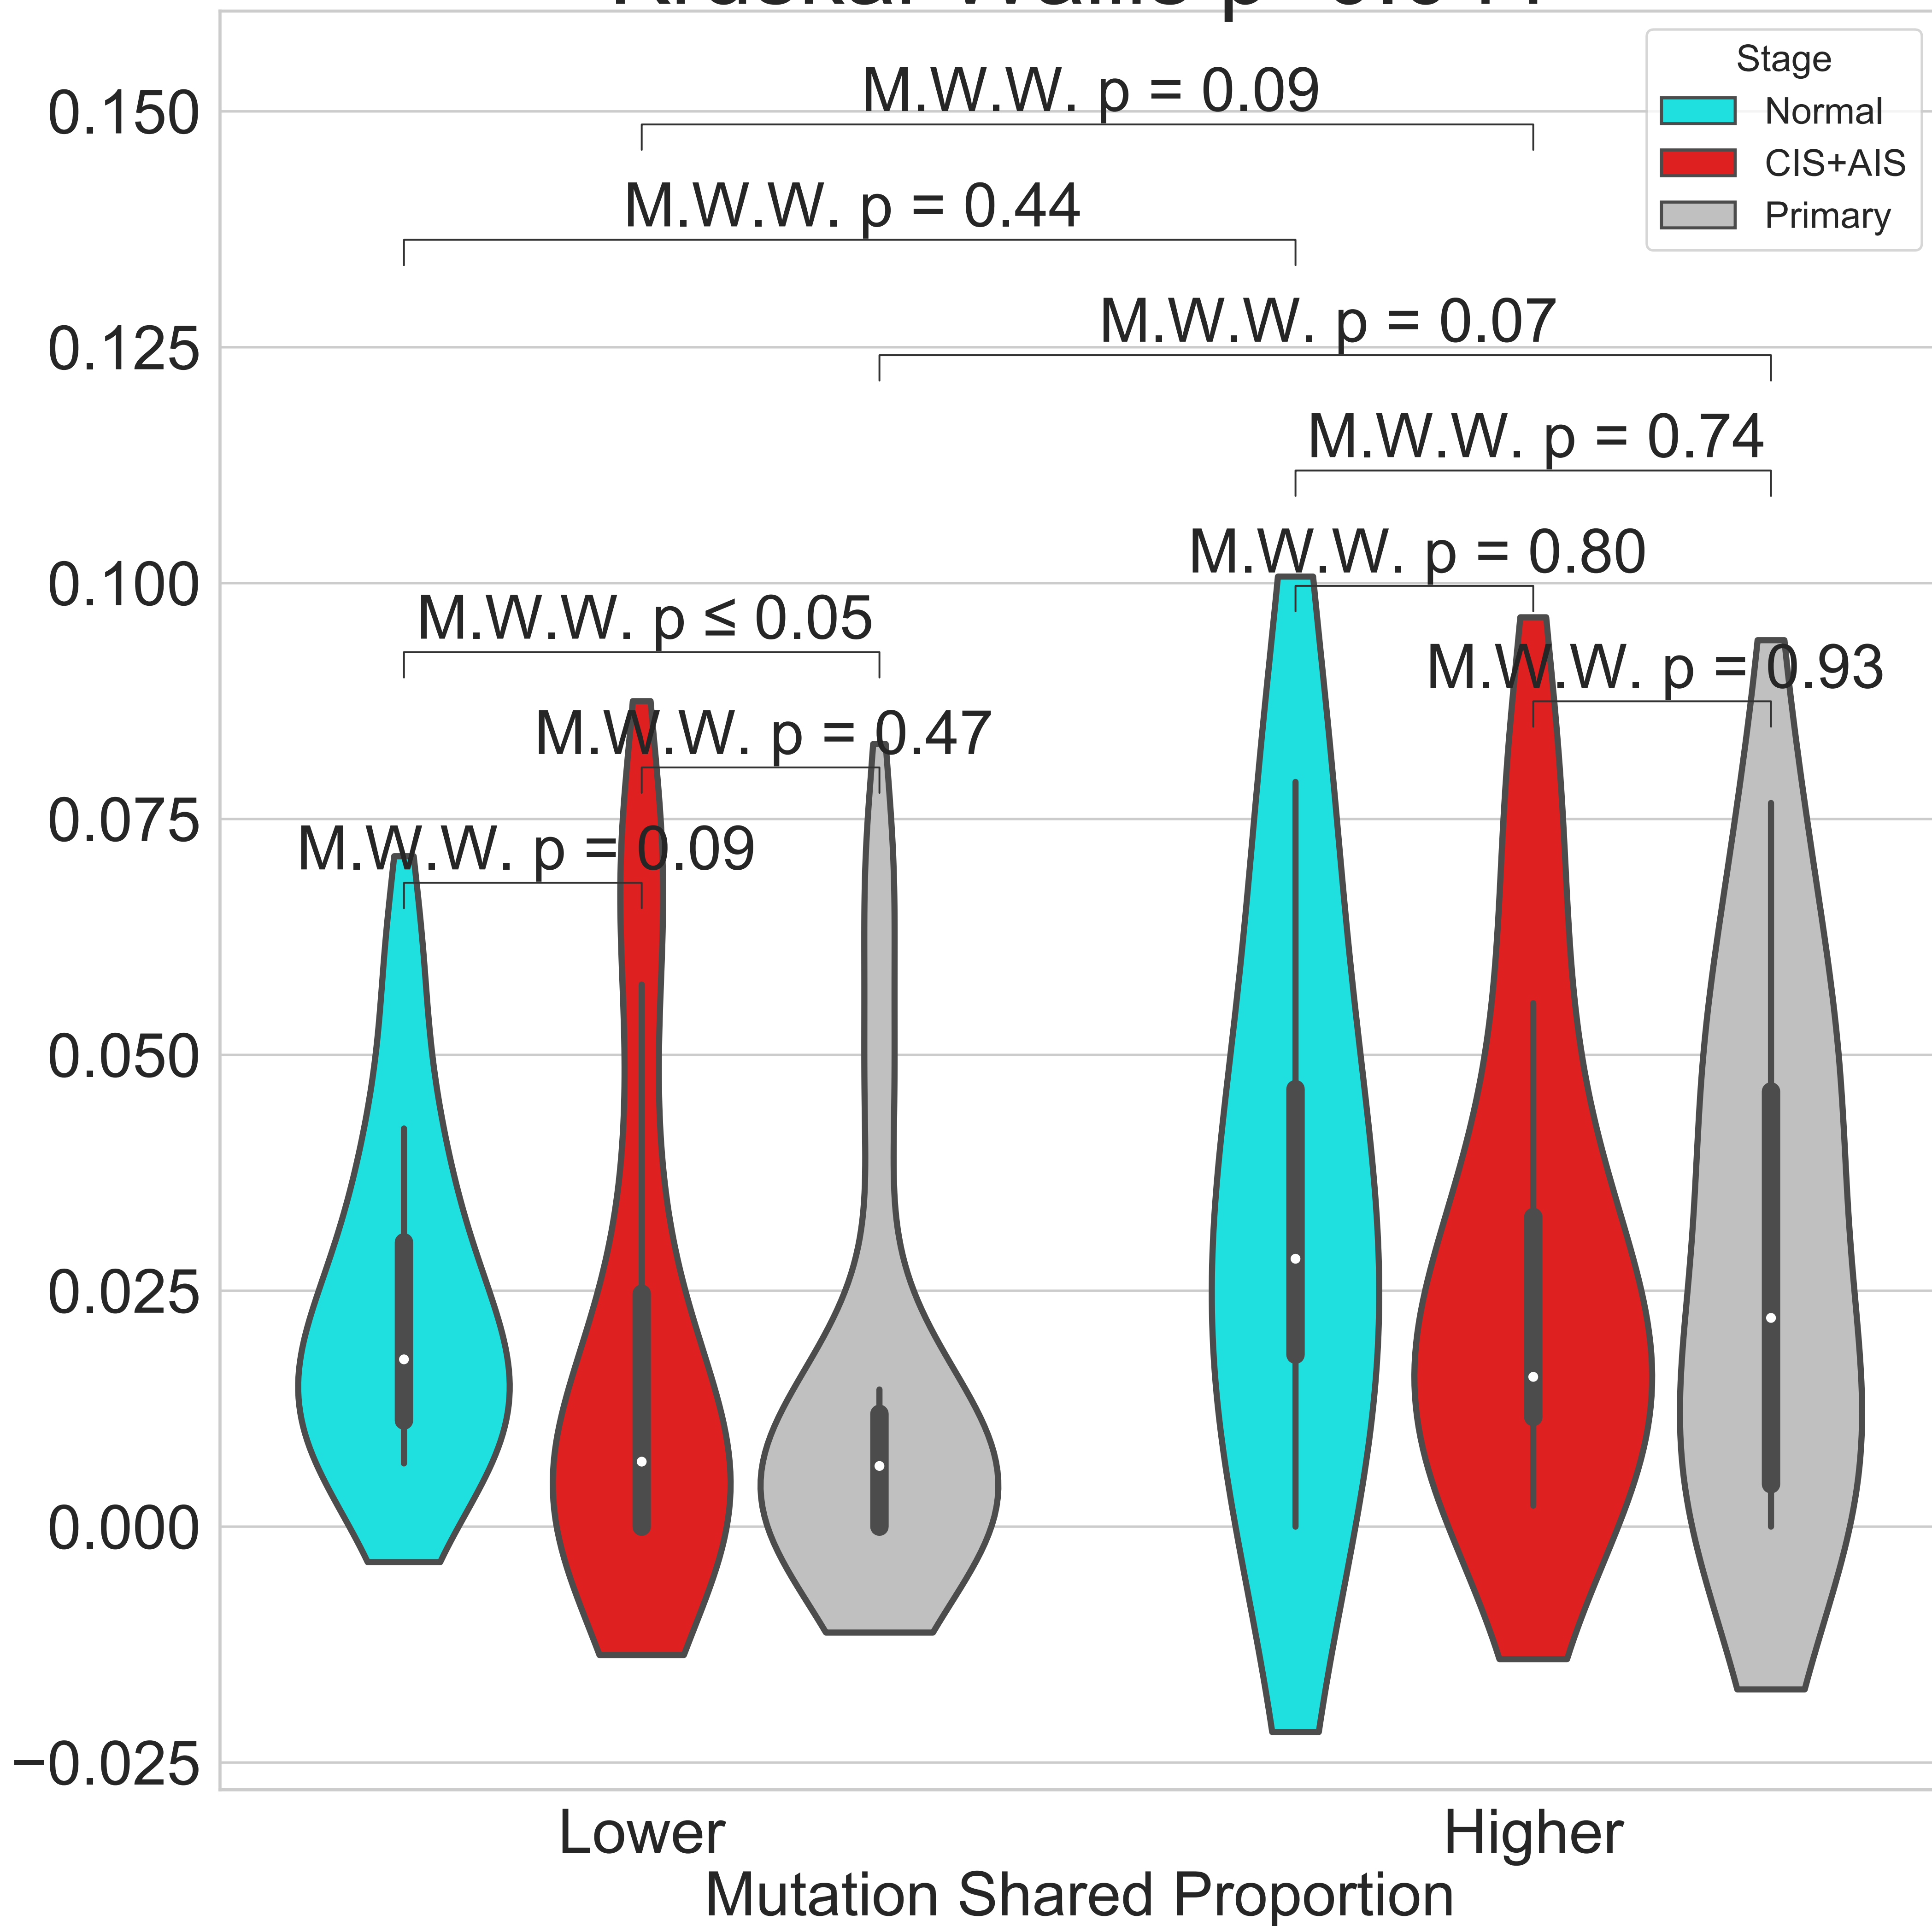 M.W.W. p = 0.09
M.W.W. p = 0.44
M.W.W. p = 0.07
M.W.W. p = 0.74
M.W.W. p = 0.80
M.W.W. p ≤ 0.05
M.W.W. p = 0.93
M.W.W. p = 0.47
M.W.W. p = 0.09
Stage
Normal
CIS+AIS
Primary
0.150
0.125
0.100
0.075
0.050
0.025
0.000
−0.025
Lower
Higher
Mutation Shared Proportion